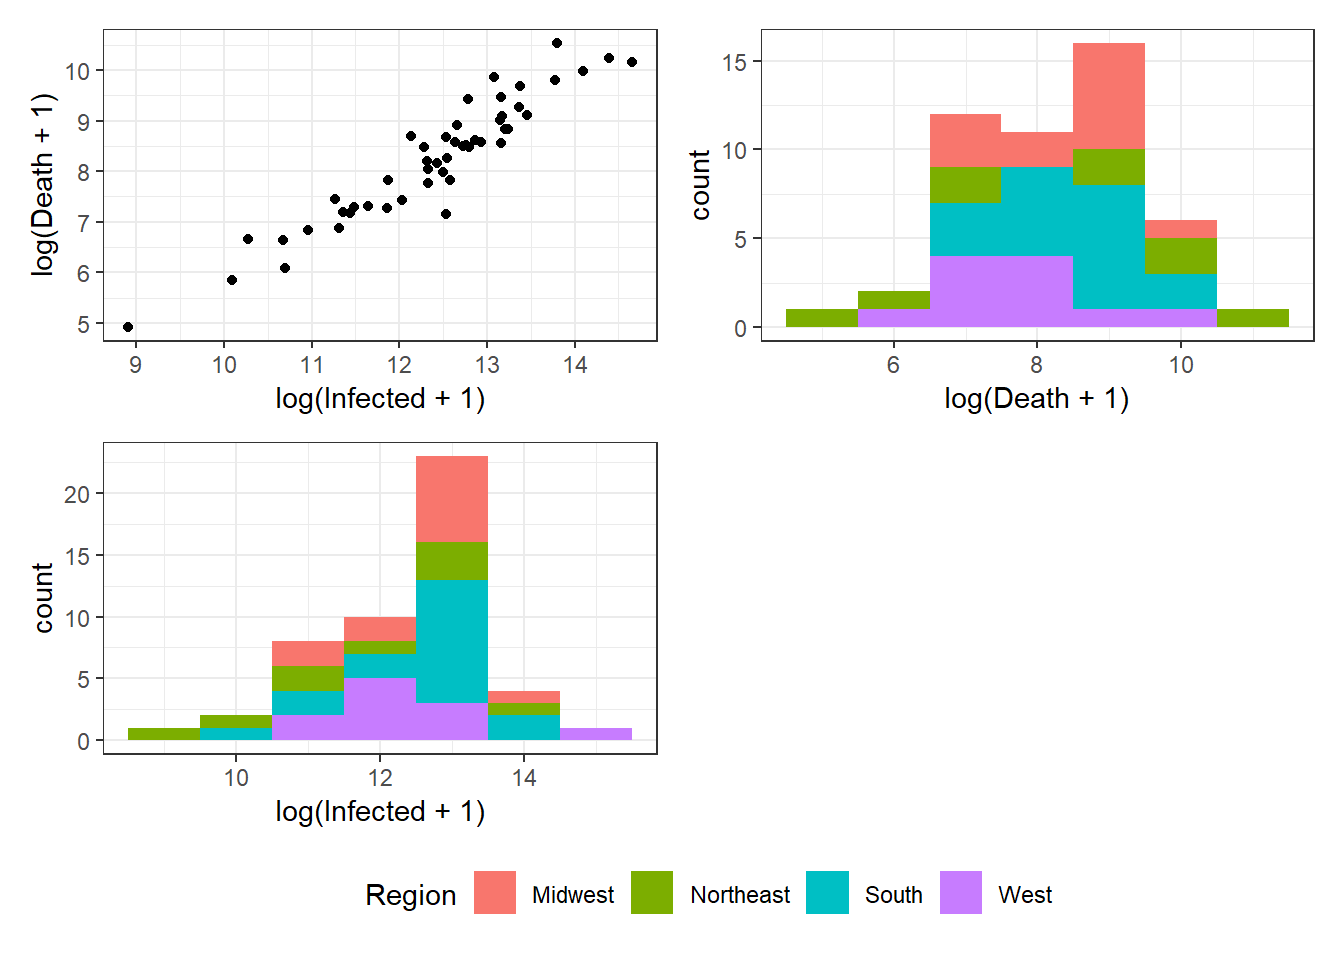 10
9
8
7
6
5
log(Death + 1)
9 10 11 12 13 14
log(Infected + 1)
15
10
5
0
count
6 8 10
log(Death + 1)
20
15
10
5
0
count
10 12 14
log(Infected + 1)
Region Midwest Northeast South West